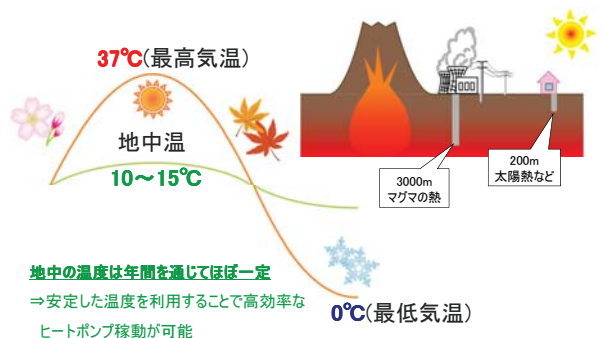 37℃(最高気温)
地中温
10～15℃
3000m
マグマの熱
200m
太陽熱など
地中の温度は年間を通じてほぼ一定
⇒安定した温度を利用することで高効率な
ヒートポンプ稼動が可能
0℃(最低気温)